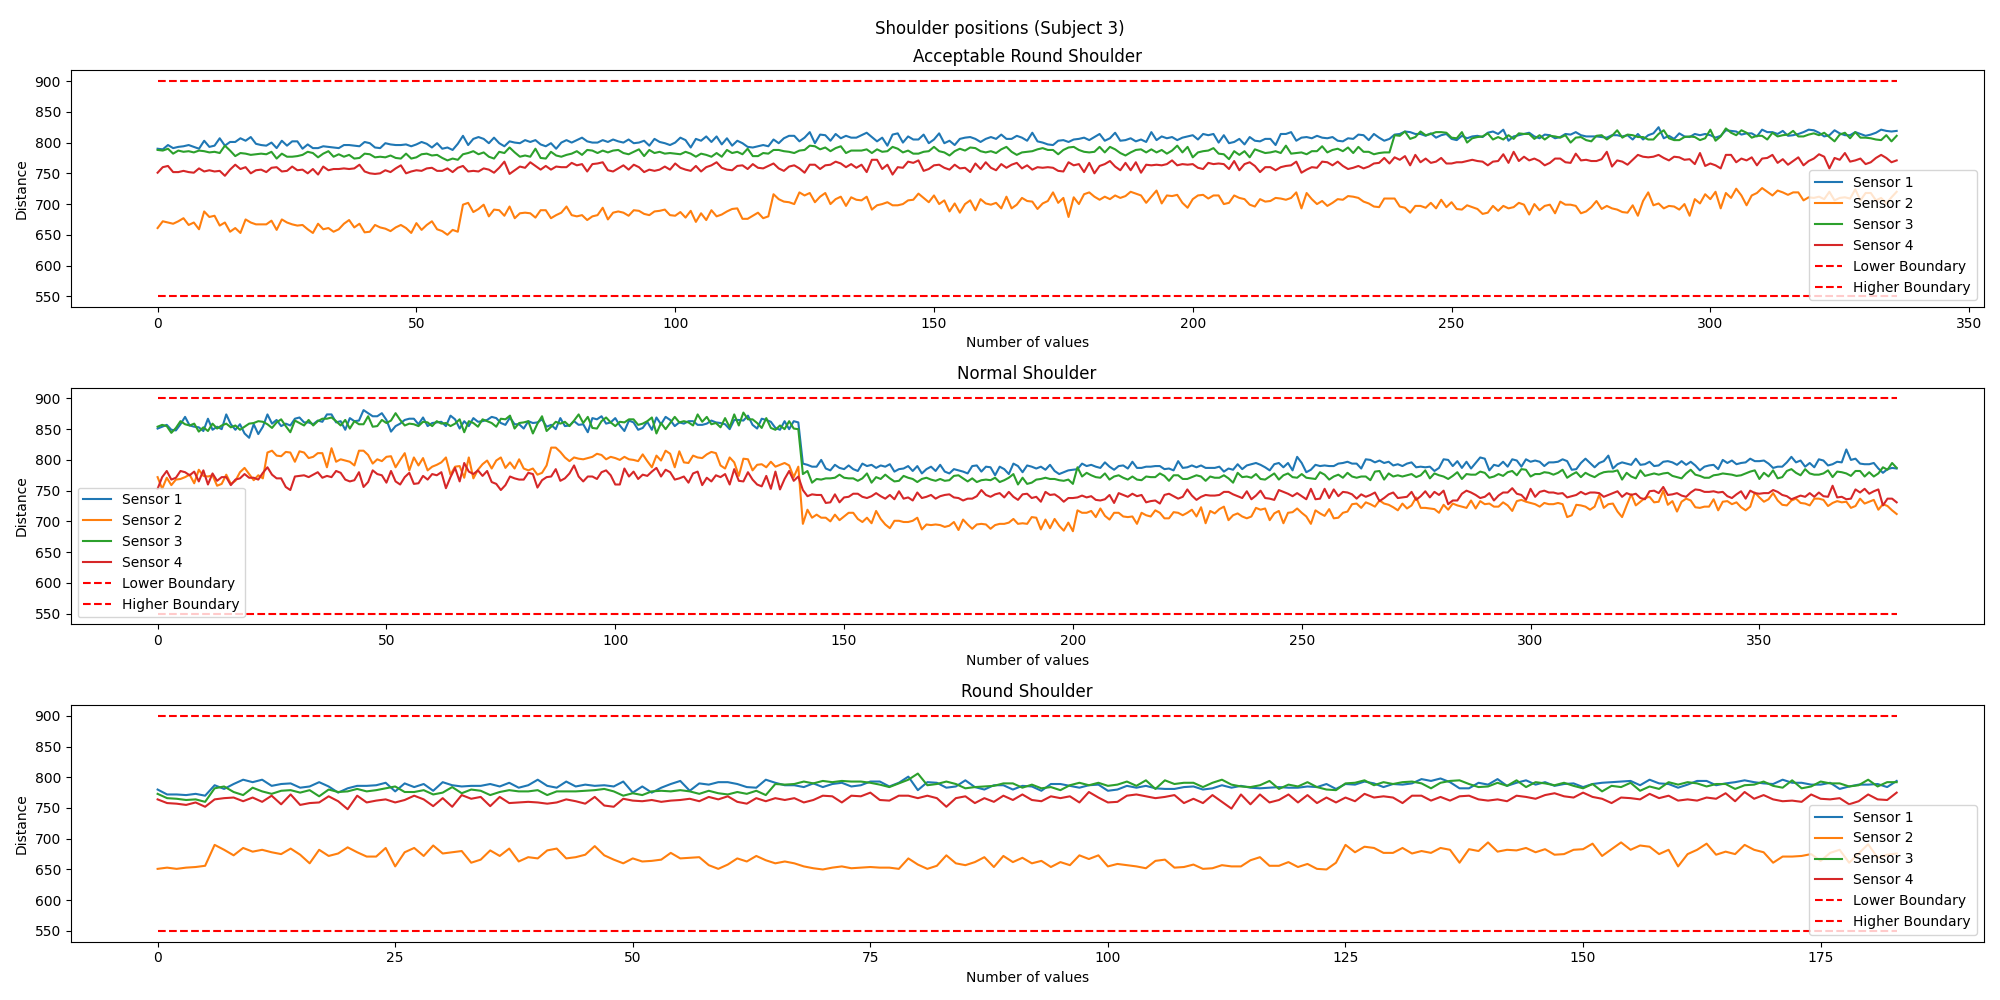 Shoulder positions (Subject 3)
Acceptable Round Shoulder
Distance
900
850
800
750
700
650
600
550
0 50 100 150 200 250 300 350
Number of values
Sensor 1
Sensor 2
Sensor 3
Sensor 4
Lower Boundary
Higher Boundary
Normal Shoulder
Distance
900
850
800
750
700
650
600
550
0 50 100 150 200 250 300 350
Number of values
Sensor 1
Sensor 2
Sensor 3
Sensor 4
Lower Boundary
Higher Boundary
Round Shoulder
Distance
900
850
800
750
700
650
600
550
0 25 50 75 100 125 150 175
Number of values
Sensor 1
Sensor 2
Sensor 3
Sensor 4
Lower Boundary
Higher Boundary